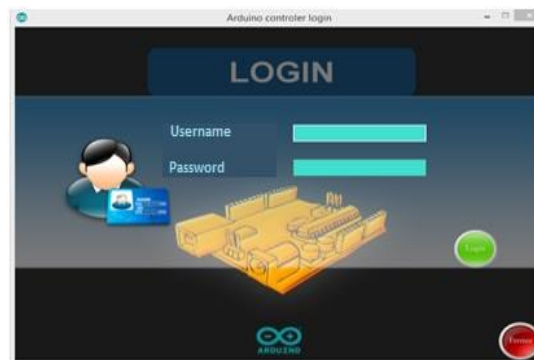 Arduino controler login
LOGIN
Username
Password
Login
ARDUINO
Fermer